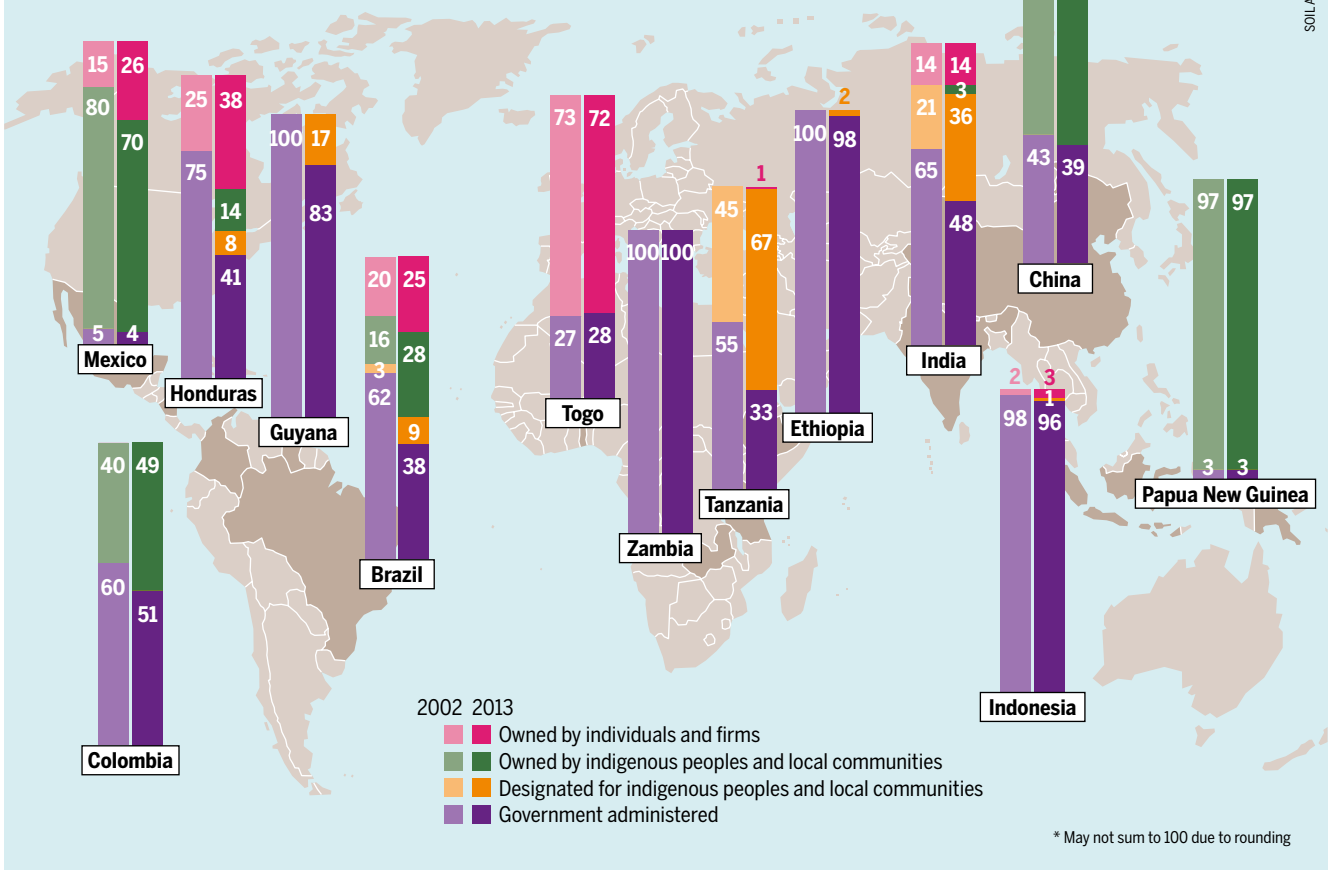 SOIL A
15 26
80
70
5 4
Mexico
25 38
75
14
8
41
Honduras
100 17
83
Guyana
20 25
16
28
3
62
9
38
Brazil
40 49
60
51
Colombia
73 72
27 28
Togo
100 100
Zambia
1
45
67
55
33
Tanzania
2
100 98
Ethiopia
14 14
3
21 36
65
48
India
43 39
China
2 3
1
98 96
Indonesia
97 97
3 3
Papua New Guinea
2002 2013
Owned by individuals and firms
Owned by indigenous peoples and local communities
Designated for indigenous peoples and local communities
Government administered
* May not sum to 100 due to rounding